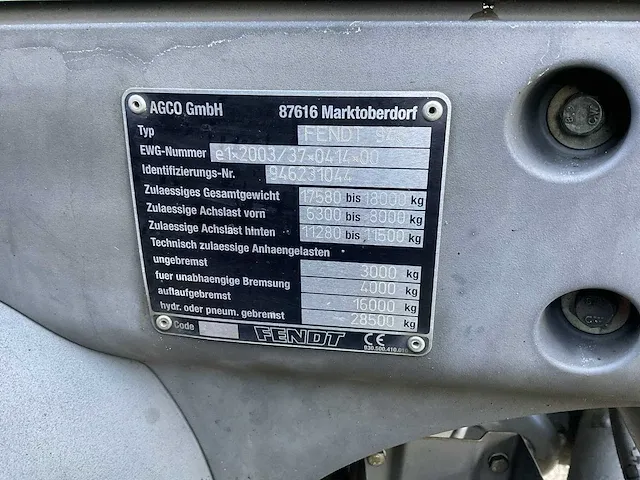 AGCO GmbH 87616 Marktoberdorf
Typ FENDT
EWG-Nummer e1*2003/37*0414*00
Identifizierungs-Nr. 946231044
Zulaessiges Gesamtgewicht 17580 bis 18000 kg
Zulaessige Achslast vorn 6300 bis 8000 kg
Zulaessige Achslast hinten 11280 bis 11500 kg
Technisch zulaessige Anhaengelasten
ungebremst 3000 kg
fuer unabhaengige Bremsung 4000 kg
auflaufgebremst 16000 kg
hydr. oder pneum. gebremst 28500 kg
Code FENDT CE